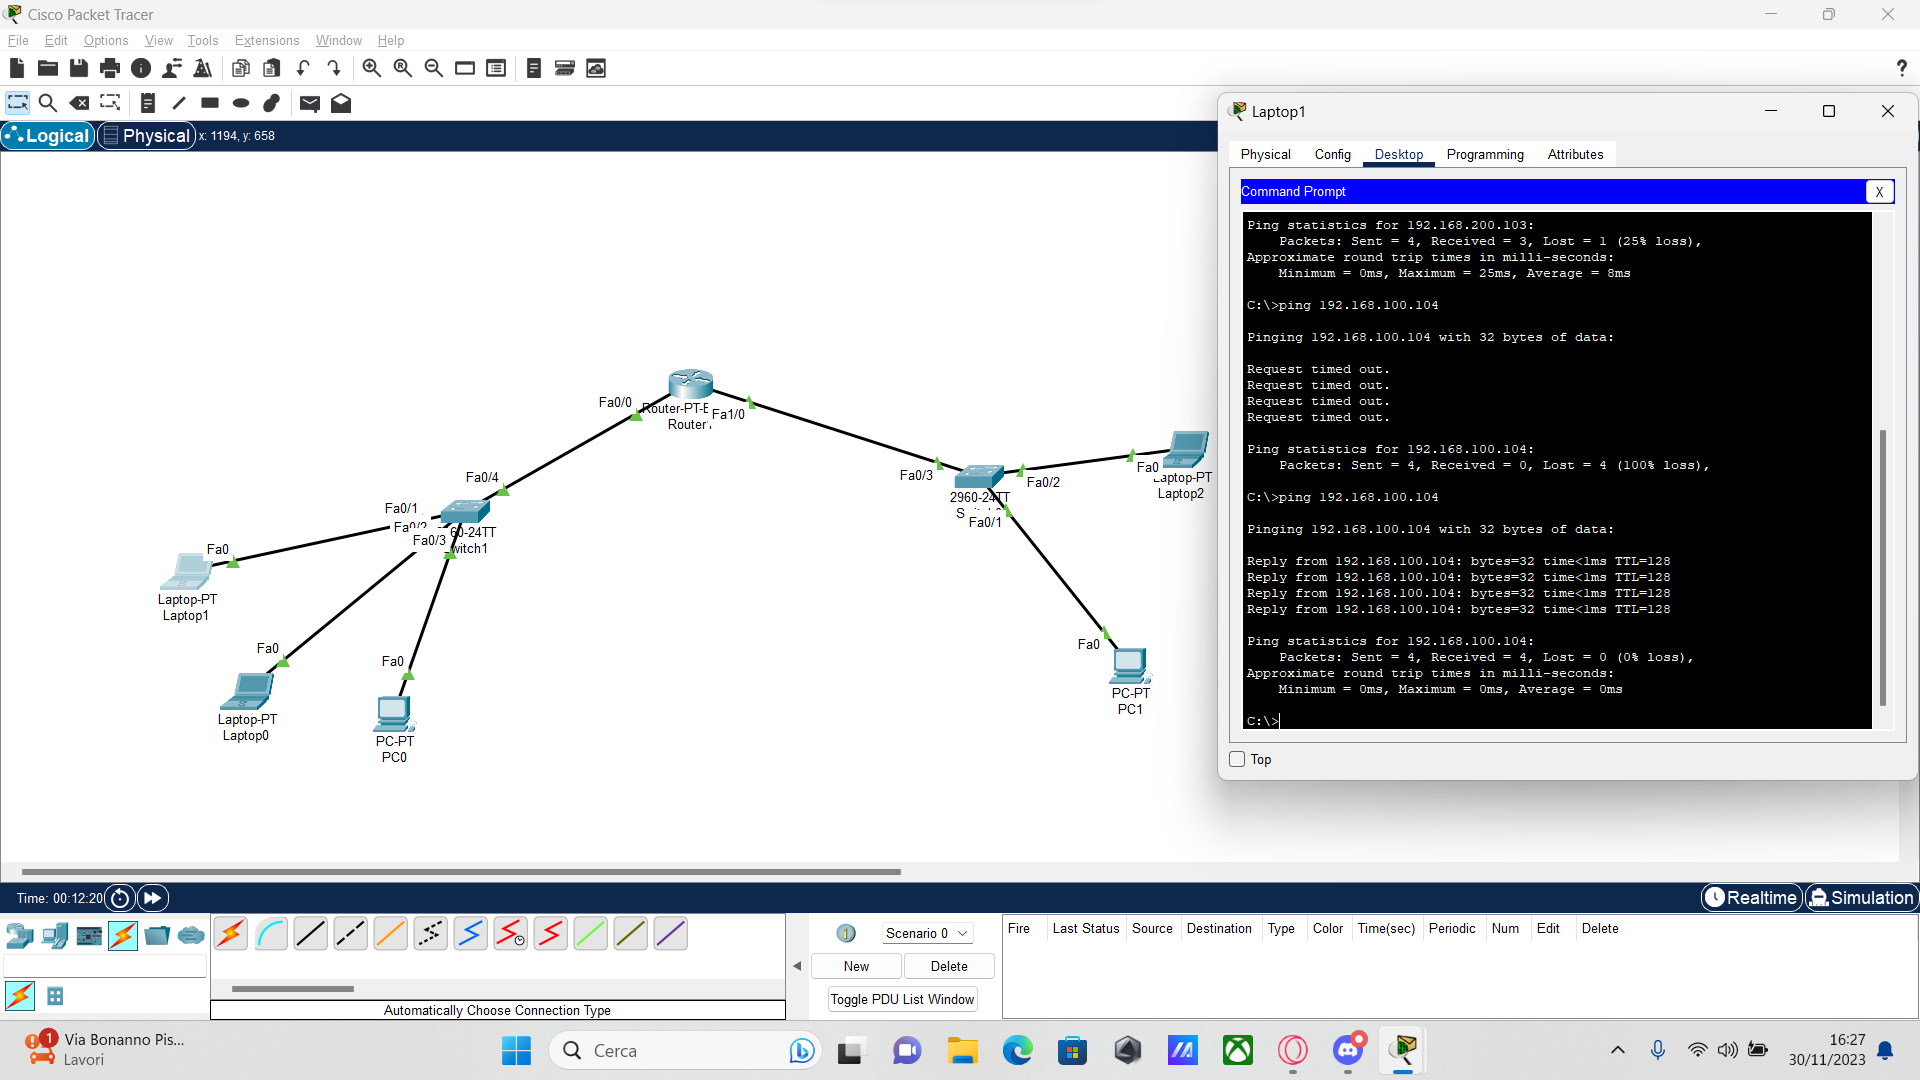 Cisco Packet Tracer
File Edit Options View Tools Extensions Window Help
Logical
Physical
x: 1194, y: 658
Fa0/0
Router-PT-E
Router
Fa1/0
Fa0/4
Fa0/1
Fa0/2
Fa0/3
60-24TT
witch1
Fa0
Laptop-PT
Laptop1
Fa0
Laptop-PT
Laptop0
Fa0
PC-PT
PC0
Fa0/3
2960-24TT
Fa0/2
Fa0/1
Fa0
Laptop-PT
Laptop2
Fa0
PC-PT
PC1
Laptop1
Physical Config Desktop Programming Attributes
Command Prompt
X
Ping statistics for 192.168.200.103:
Packets: Sent = 4, Received = 3, Lost = 1 (25% loss),
Approximate round trip times in milli-seconds:
Minimum = 0ms, Maximum = 25ms, Average = 8ms
C:\>ping 192.168.100.104
Pinging 192.168.100.104 with 32 bytes of data:
Request timed out.
Request timed out.
Request timed out.
Request timed out.
Ping statistics for 192.168.100.104:
Packets: Sent = 4, Received = 0, Lost = 4 (100% loss),
C:\>ping 192.168.100.104
Pinging 192.168.100.104 with 32 bytes of data:
Reply from 192.168.100.104: bytes=32 time<1ms TTL=128
Reply from 192.168.100.104: bytes=32 time<1ms TTL=128
Reply from 192.168.100.104: bytes=32 time<1ms TTL=128
Reply from 192.168.100.104: bytes=32 time<1ms TTL=128
Ping statistics for 192.168.100.104:
Packets: Sent = 4, Received = 4, Lost = 0 (0% loss),
Approximate round trip times in milli-seconds:
Minimum = 0ms, Maximum = 0ms, Average = 0ms
C:\>
Top
Time: 00:12:20
Realtime
Simulation
Scenario 0
New
Delete
Toggle PDU List Window
Fire Last Status Source Destination Type Color Time(sec) Periodic Num Edit Delete
Automatically Choose Connection Type
1
Via Bonanno Pis...
Lavori
Cerca
16:27
30/11/2023